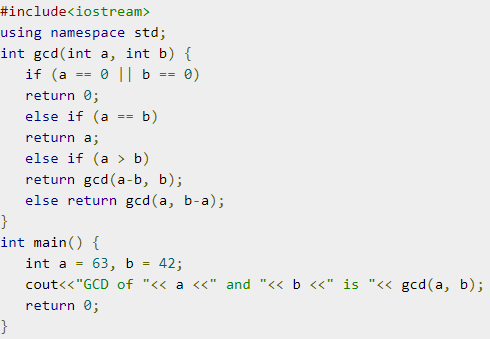 #include<iostream>
using namespace std;
int gcd(int a, int b) {
   if (a == 0 || b == 0)
   return 0;
   else if (a == b)
   return a;
   else if (a > b)
   return gcd(a-b, b);
   else return gcd(a, b-a);
}
int main() {
   int a = 63, b = 42;
   cout<<"GCD of "<< a <<" and "<< b <<" is "<< gcd(a, b);
   return 0;
}